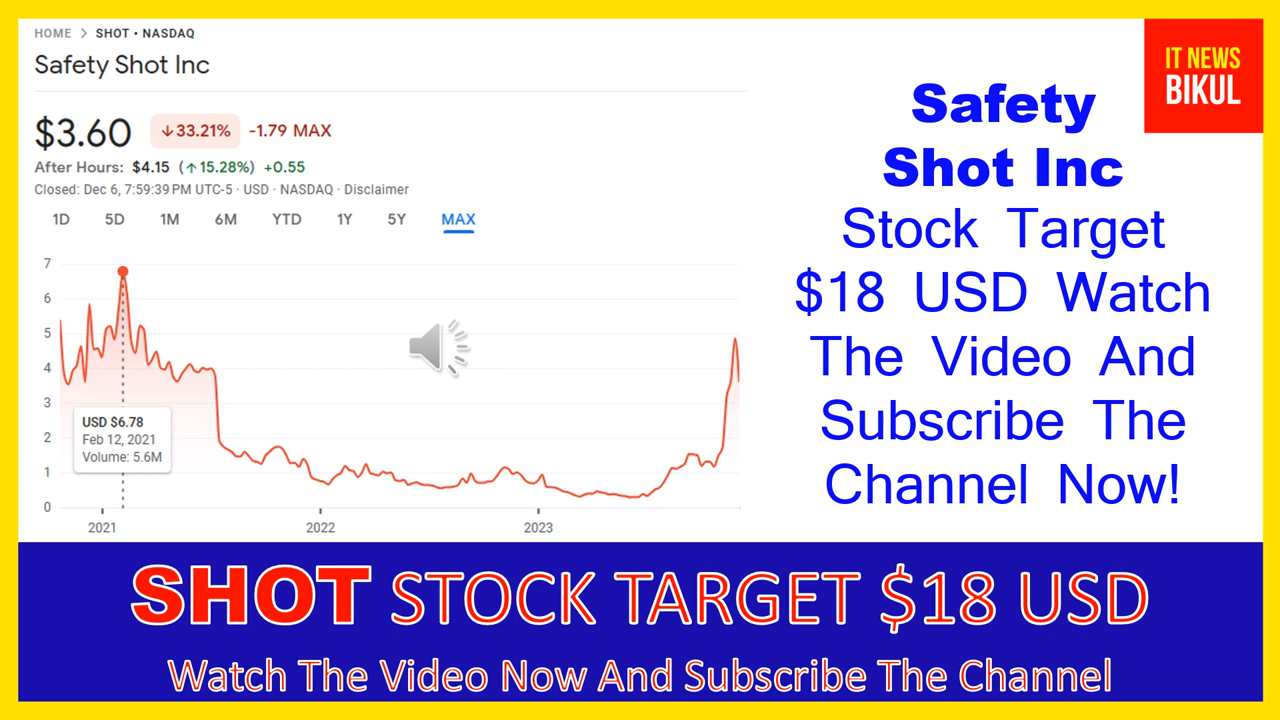 HOME > SHOT • NASDAQ
Safety Shot Inc
$3.60 ↓33.21% -1.79 MAX
After Hours: $4.15 (↑15.28%) +0.55
Closed: Dec 6, 7:59:39 PM UTC-5 · USD · NASDAQ · Disclaimer
1D 5D 1M 6M YTD 1Y 5Y MAX
7
6
5
4
3
2
1
0
USD $6.78
Feb 12, 2021
Volume: 5.6M
2021 2022 2023
IT NEWS
BIKUL
Safety
Shot Inc
Stock Target
$18 USD Watch
The Video And
Subscribe The
Channel Now!
SHOT STOCK TARGET $18 USD
Watch The Video Now And Subscribe The Channel